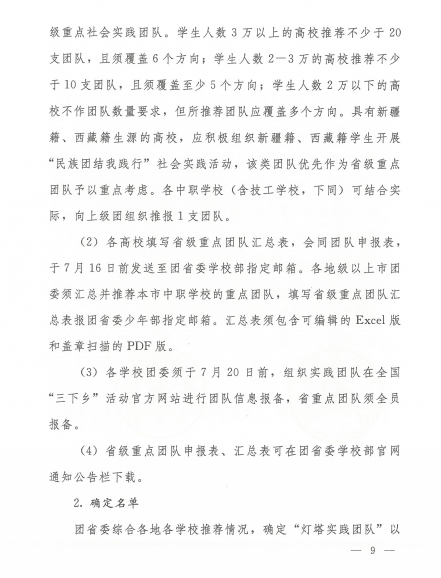 级重点社会实践团队。学生人数 3 万以上的高校推荐不少于 20
支团队，且须覆盖 6 个方向；学生人数 2—3 万的高校推荐不少
于 10 支团队，且须覆盖至少 5 个方向；学生人数 2 万以下的高
校不作团队数量要求，但所推荐团队应覆盖多个方向。具有新疆
籍、西藏籍生源的高校，应积极组织新疆籍、西藏籍学生开展
“民族团结我践行”社会实践活动，该类团队优先作为省级重点
团队予以重点考虑。各中职学校（含技工学校，下同）可结合实
际，向上级团组织推报 1 支团队。
（2）各高校填写省级重点团队汇总表，会同团队申报表，
于 7 月 16 日前发送至团省委学校部指定邮箱。各地级以上市团
委须汇总并推荐本市中职学校的重点团队，填写省级重点团队汇
总表报团省委少年部指定邮箱。汇总表须包含可编辑的 Excel 版
和盖章扫描的 PDF 版。
（3）各学校团委须于 7 月 20 日前，组织实践团队在全国
“三下乡”活动官方网站进行团队信息报备，省重点团队须全员
报备。
（4）省级重点团队申报表、汇总表可在团省委学校部官网
通知公告栏下载。
2. 确定名单
团省委综合各地各学校推荐情况，确定“灯塔实践团队”以
— 9 —